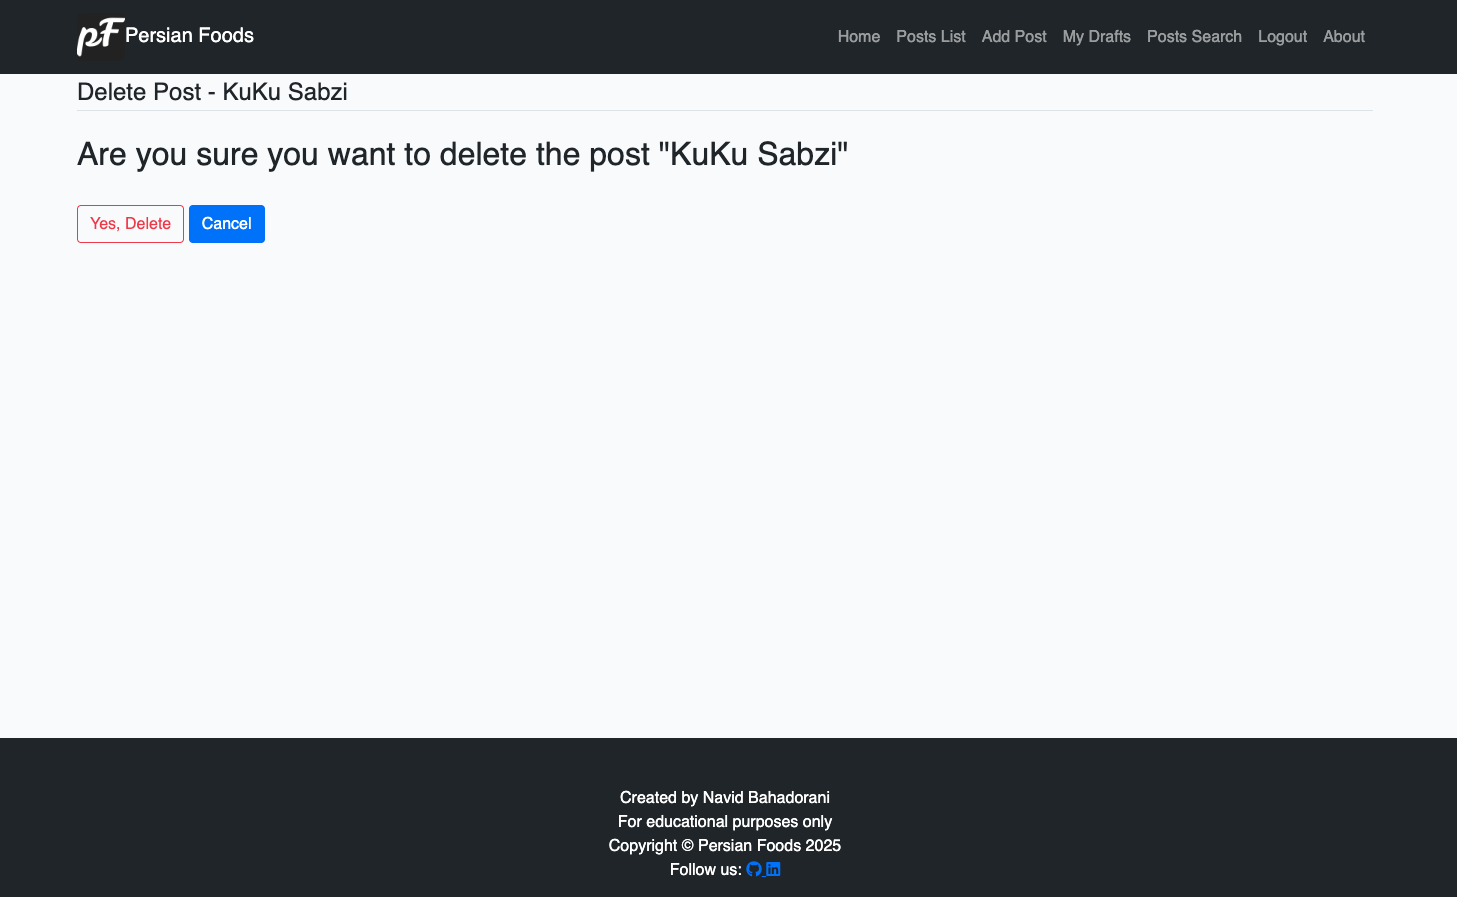 pF Persian Foods Home Posts List Add Post My Drafts Posts Search Logout About
Delete Post - KuKu Sabzi
Are you sure you want to delete the post "KuKu Sabzi"
Yes, Delete Cancel
Created by Navid Bahadorani
For educational purposes only
Copyright © Persian Foods 2025
Follow us: